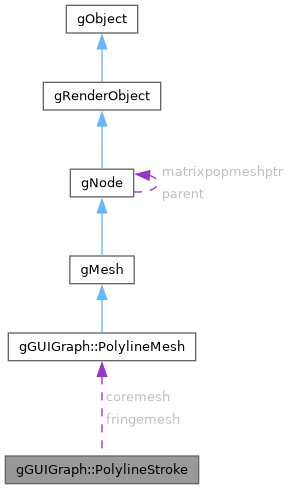 gObject
gRenderObject
matrixpopmeshptr
gNode
parent
gMesh
gGUIGraph::PolylineMesh
coremesh
fringemesh
gGUIGraph::PolylineStroke